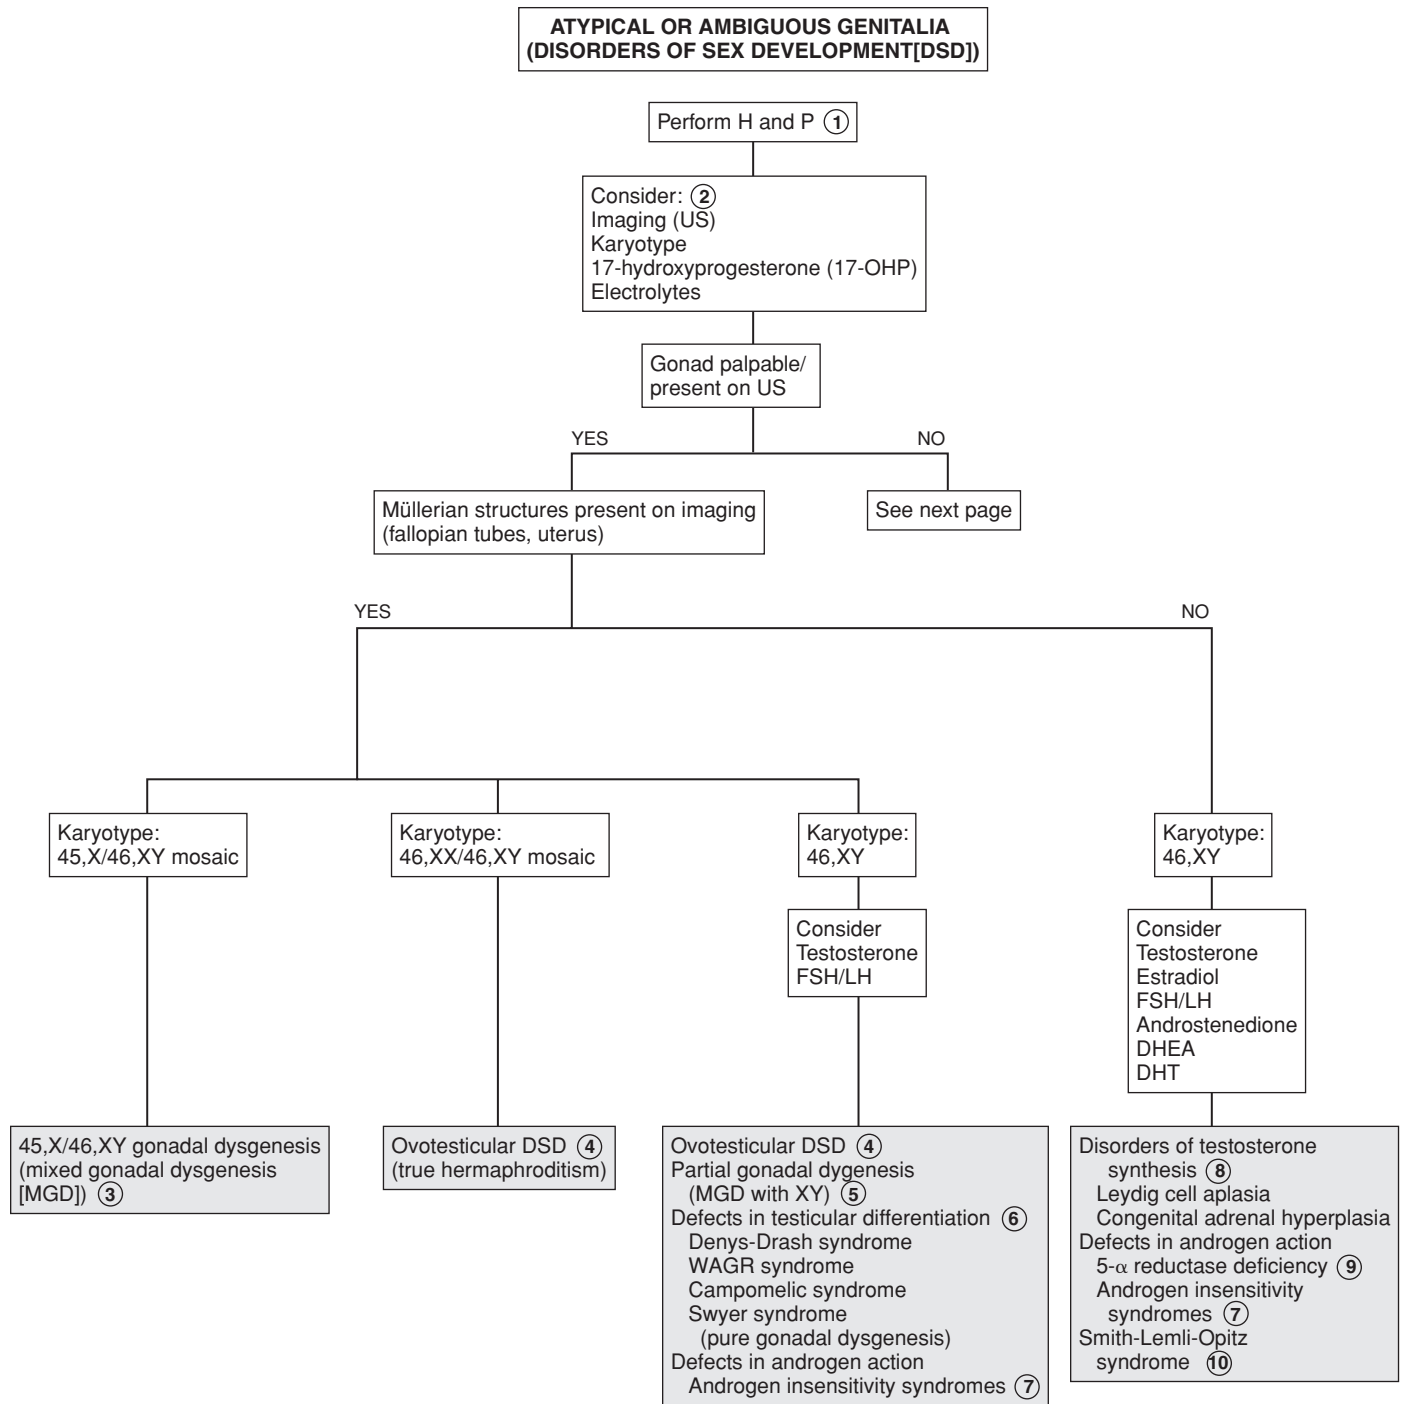 ATYPICAL OR AMBIGUOUS GENITALIA
(DISORDERS OF SEX DEVELOPMENT[DSD])
Perform H and P 1
Consider: 2
Imaging (US)
Karyotype
17-hydroxyprogesterone (17-OHP)
Electrolytes
Gonad palpable/
present on US
YES
NO
Müllerian structures present on imaging
(fallopian tubes, uterus)
See next page
YES
NO
Karyotype:
45,X/46,XY mosaic
Karyotype:
46,XX/46,XY mosaic
Karyotype:
46,XY
Karyotype:
46,XY
Consider
Testosterone
FSH/LH
Consider
Testosterone
Estradiol
FSH/LH
Androstenedione
DHEA
DHT
45,X/46,XY gonadal dysgenesis
(mixed gonadal dysgenesis
[MGD]) 3
Ovotesticular DSD 4
(true hermaphroditism)
Ovotesticular DSD 4
Partial gonadal dygenesis
(MGD with XY) 5
Defects in testicular differentiation 6
Denys-Drash syndrome
WAGR syndrome
Campomelic syndrome
Swyer syndrome
(pure gonadal dysgenesis)
Defects in androgen action
Androgen insensitivity syndromes 7
Disorders of testosterone
synthesis 8
Leydig cell aplasia
Congenital adrenal hyperplasia
Defects in androgen action
5-α reductase deficiency 9
Androgen insensitivity
syndromes 7
Smith-Lemli-Opitz
syndrome 10